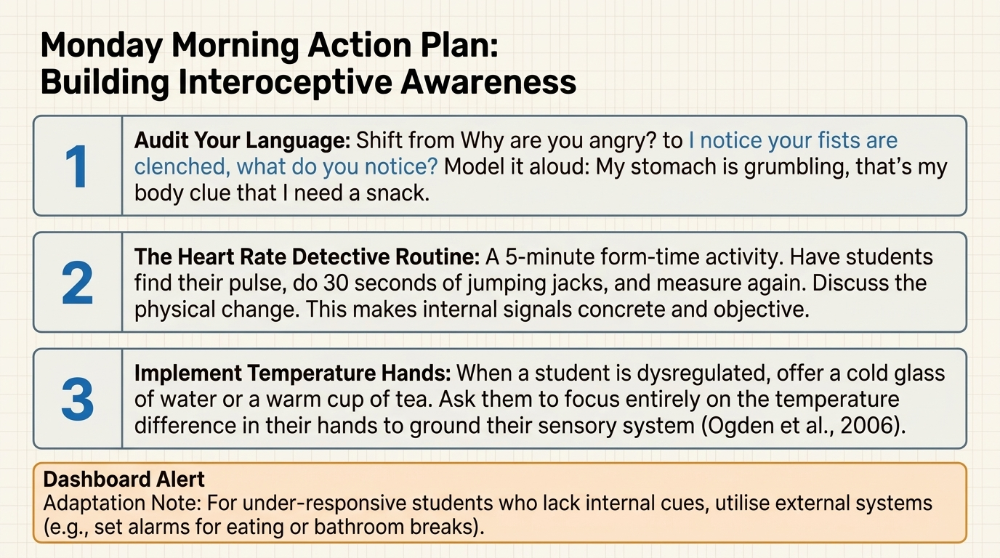 Monday Morning Action Plan:
Building Interoceptive Awareness
1
Audit Your Language: Shift from Why are you angry? to I notice your fists are
clenched, what do you notice? Model it aloud: My stomach is grumbling, that's my
body clue that I need a snack.
2
The Heart Rate Detective Routine: A 5-minute form-time activity. Have students
find their pulse, do 30 seconds of jumping jacks, and measure again. Discuss the
physical change. This makes internal signals concrete and objective.
3
Implement Temperature Hands: When a student is dysregulated, offer a cold glass
of water or a warm cup of tea. Ask them to focus entirely on the temperature
difference in their hands to ground their sensory system (Ogden et al., 2006).
Dashboard Alert
Adaptation Note: For under-responsive students who lack internal cues, utilise external systems
(e.g., set alarms for eating or bathroom breaks).